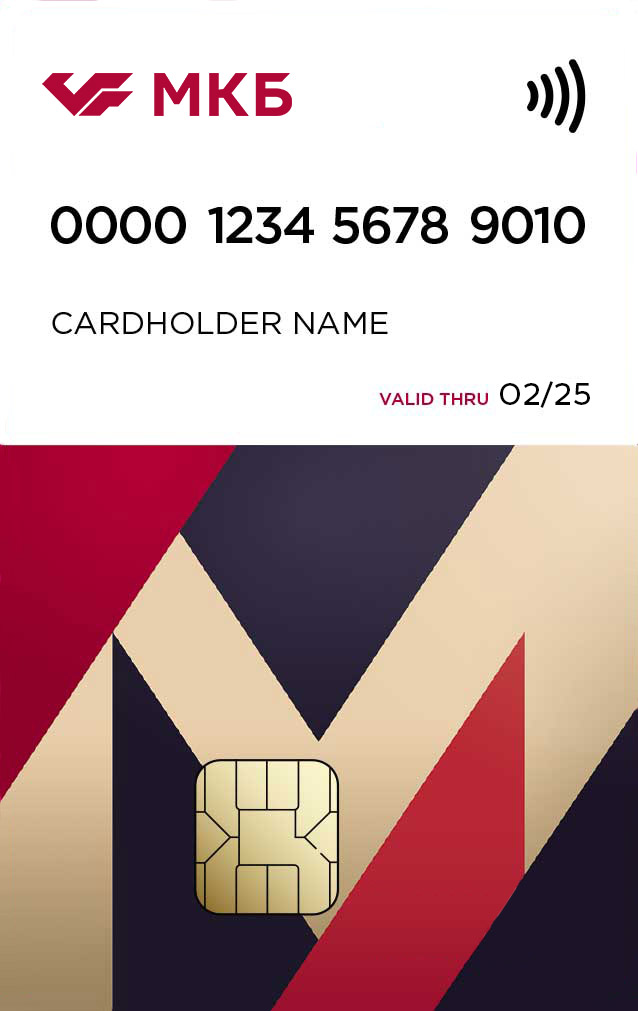 МКБ
0000 1234 5678 9010
CARDHOLDER NAME
VALID THRU 02/25